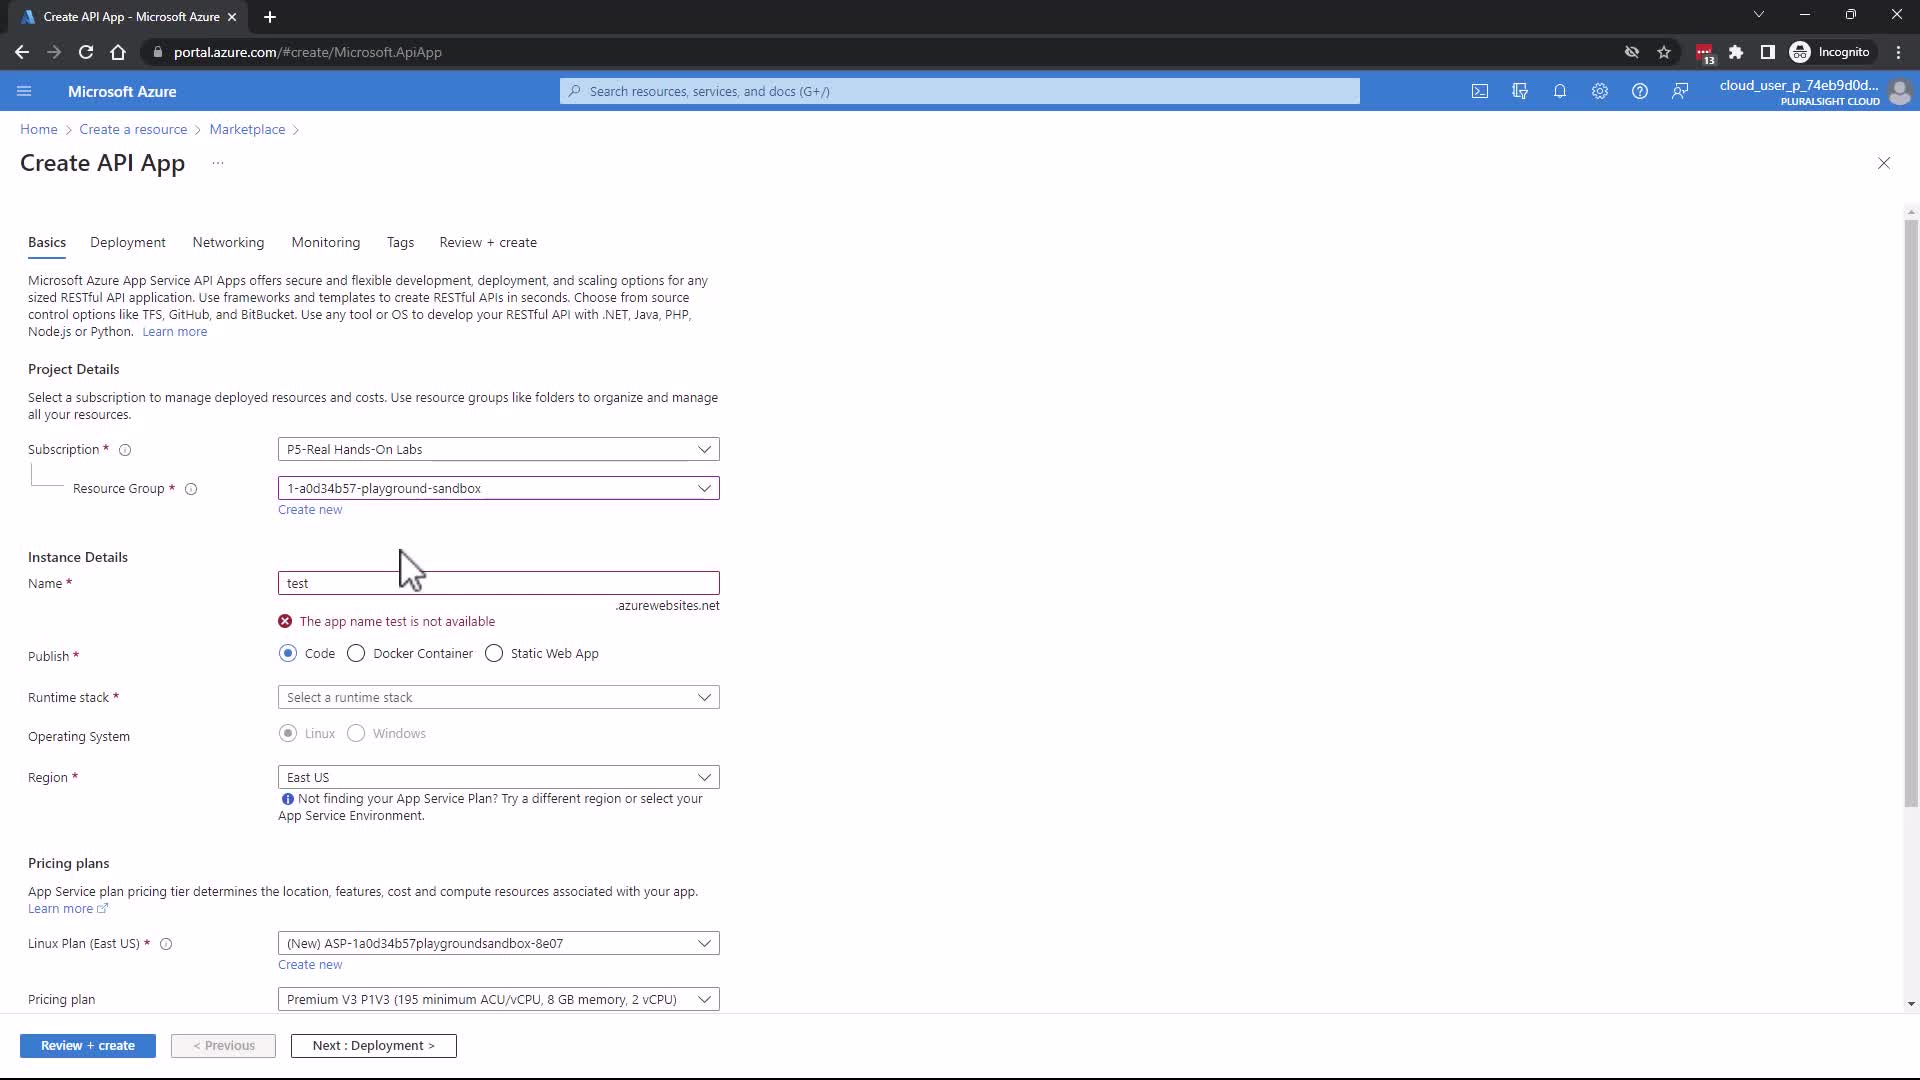 Create API App - Microsoft Azure
portal.azure.com/#create/Microsoft.ApiApp
13
Incognito
Microsoft Azure
Search resources, services, and docs (G+/)
cloud_user_p_74eb9d0d...
PLURALSIGHT CLOUD
Home > Create a resource > Marketplace >
Create API App ...
Basics Deployment Networking Monitoring Tags Review + create
Microsoft Azure App Service API Apps offers secure and flexible development, deployment, and scaling options for any
sized RESTful API application. Use frameworks and templates to create RESTful APIs in seconds. Choose from source
control options like TFS, GitHub, and BitBucket. Use any tool or OS to develop your RESTful API with .NET, Java, PHP,
Node.js or Python. Learn more
Project Details
Select a subscription to manage deployed resources and costs. Use resource groups like folders to organize and manage
all your resources.
Subscription * P5-Real Hands-On Labs
Resource Group * 1-a0d34b57-playground-sandbox
Create new
Instance Details
Name * test
.azurewebsites.net
The app name test is not available
Publish * Code Docker Container Static Web App
Runtime stack * Select a runtime stack
Operating System Linux Windows
Region * East US
Not finding your App Service Plan? Try a different region or select your
App Service Environment.
Pricing plans
App Service plan pricing tier determines the location, features, cost and compute resources associated with your app.
Learn more
Linux Plan (East US) * (New) ASP-1a0d34b57playgroundsandbox-8e07
Create new
Pricing plan Premium V3 P1V3 (195 minimum ACU/vCPU, 8 GB memory, 2 vCPU)
Review + create < Previous Next : Deployment >